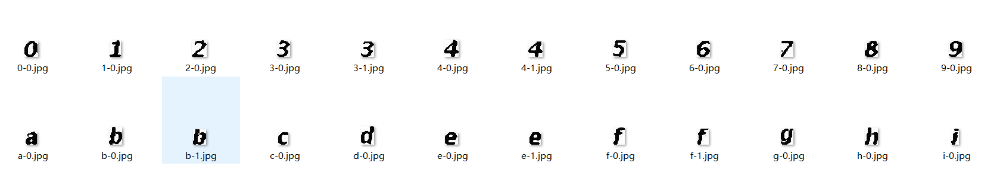 0 1 2 3 3 4 4 5 6 7 8 9
0-0.jpg 1-0.jpg 2-0.jpg 3-0.jpg 3-1.jpg 4-0.jpg 4-1.jpg 5-0.jpg 6-0.jpg 7-0.jpg 8-0.jpg 9-0.jpg
a b b c d e e f f g h i
a-0.jpg b-0.jpg b-1.jpg c-0.jpg d-0.jpg e-0.jpg e-1.jpg f-0.jpg f-1.jpg g-0.jpg h-0.jpg i-0.jpg